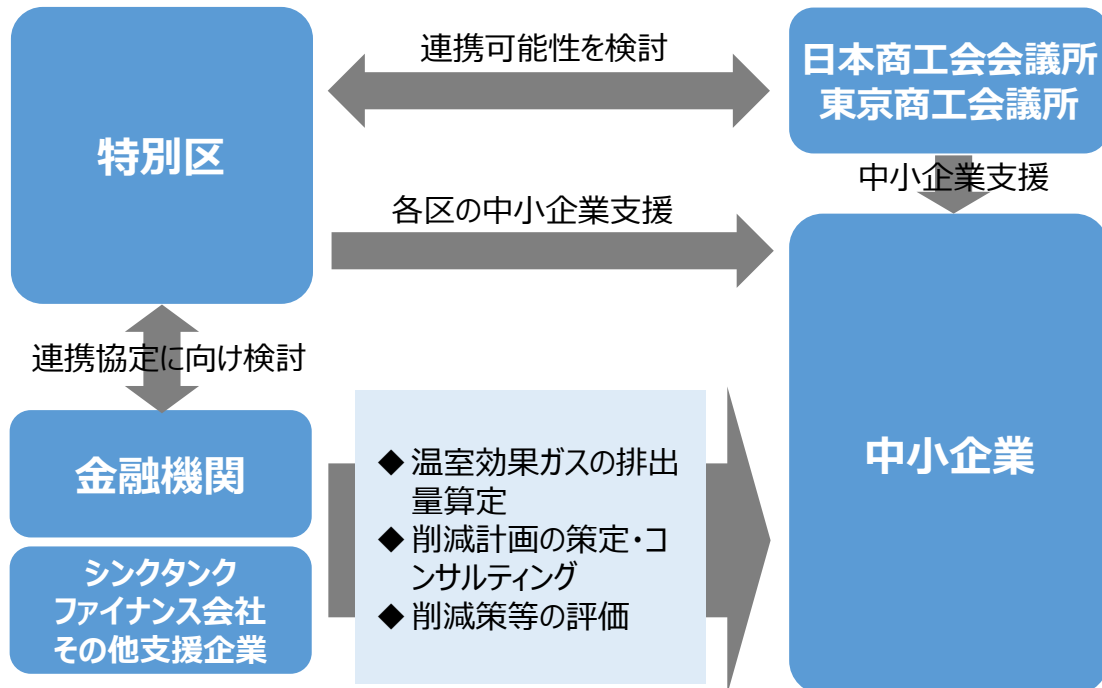 連携可能性を検討
日本商工会会議所
東京商工会議所
特別区
中小企業支援
各区の中小企業支援
連携協定に向け検討
金融機関
シンクタンク
ファイナンス会社
その他支援企業
◆ 温室効果ガスの排出
量算定
◆ 削減計画の策定・コ
ンサルティング
◆ 削減策等の評価
中小企業